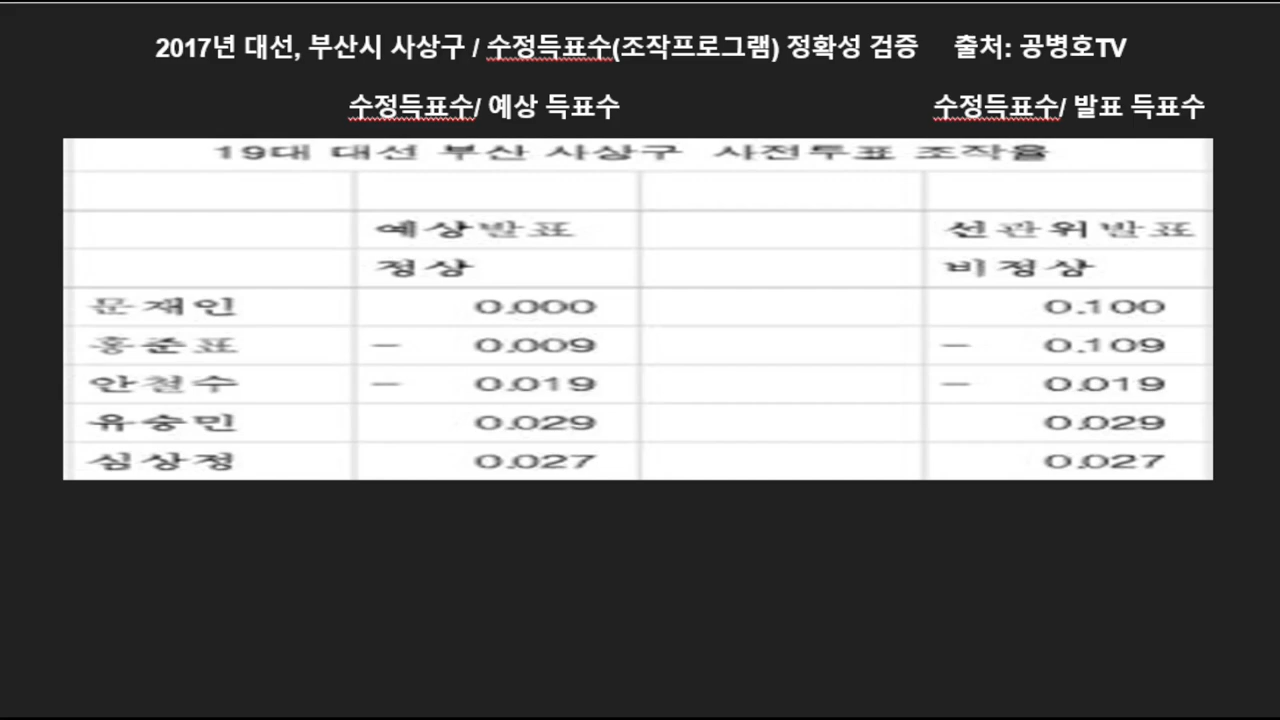 2017년 대선, 부산시 사상구 / 수정득표수(조작프로그램) 정확성 검증 출처: 공병호TV
수정득표수/ 예상 득표수 수정득표수/ 발표 득표수
19대 대선 부산 사상구 사전투표 조작율
예상발표 선관위발표
정상 비정상
문재인 0.000 0.100
홍준표 - 0.009 - 0.109
안철수 - 0.019 - 0.019
유승민 0.029 0.029
심상정 0.027 0.027